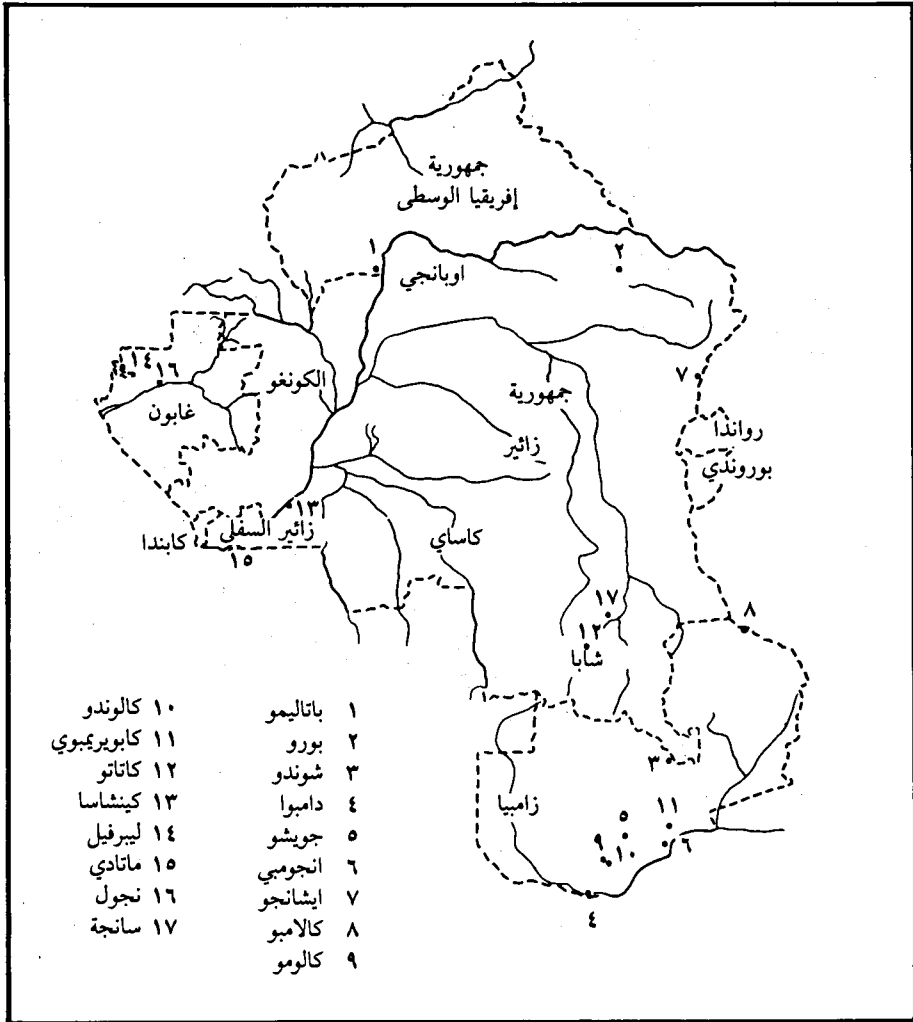 جمهورية
إفريقيا الوسطى
١
٢
اوبانجي
١٤
١٦
الكونغو
غابون
جمهورية
زائير
٧
رواندا
بوروندي
١٣
زائير السفلى
كابندا
١٥
كاساي
١٧
١٢
شابا
٨
٣
زامبيا
٥
١١
٩
١٠
٦
٤
١ باتاليمو
٢ بورو
٣ شوندو
٤ دامبوا
٥ جويشو
٦ انجومبي
٧ ايشانجو
٨ كالامبو
٩ كالومو
١٠ كالوندو
١١ كابويريمبوي
١٢ كاتاتو
١٣ كينشاسا
١٤ ليبرفيل
١٥ ماتادي
١٦ نجول
١٧ سانجة